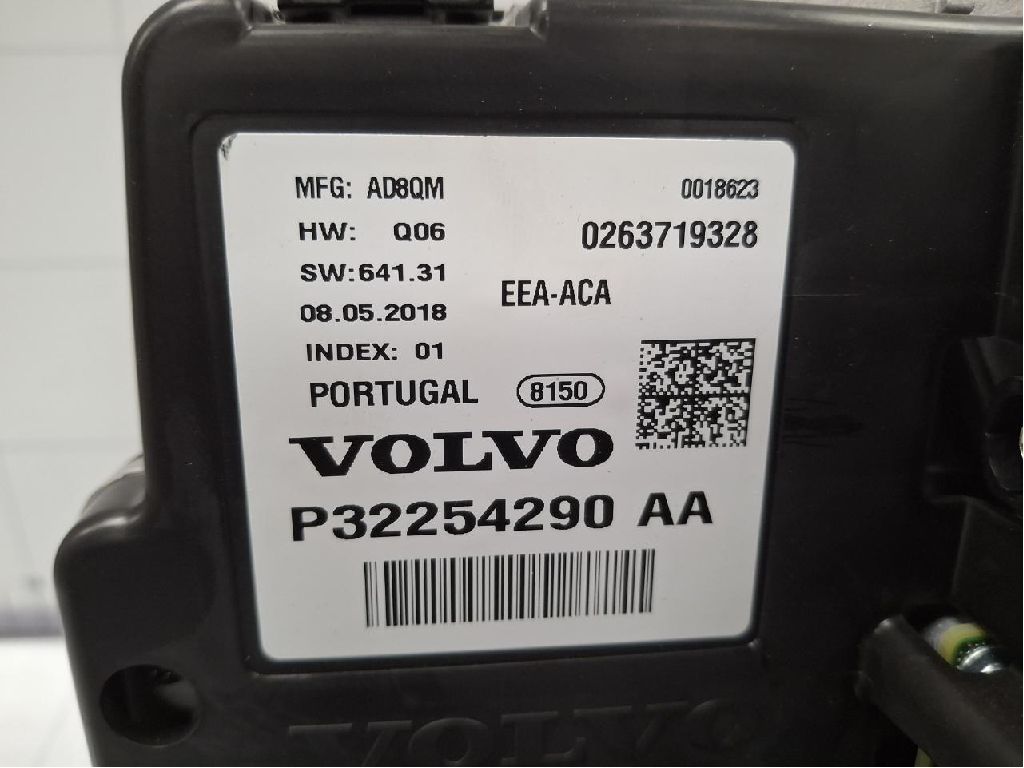 MFG: AD8QM 0018623
HW: Q06 0263719328
SW:641.31
EEA-ACA
08.05.2018
INDEX: 01
PORTUGAL 8150
VOLVO
P32254290 AA
VOLVO